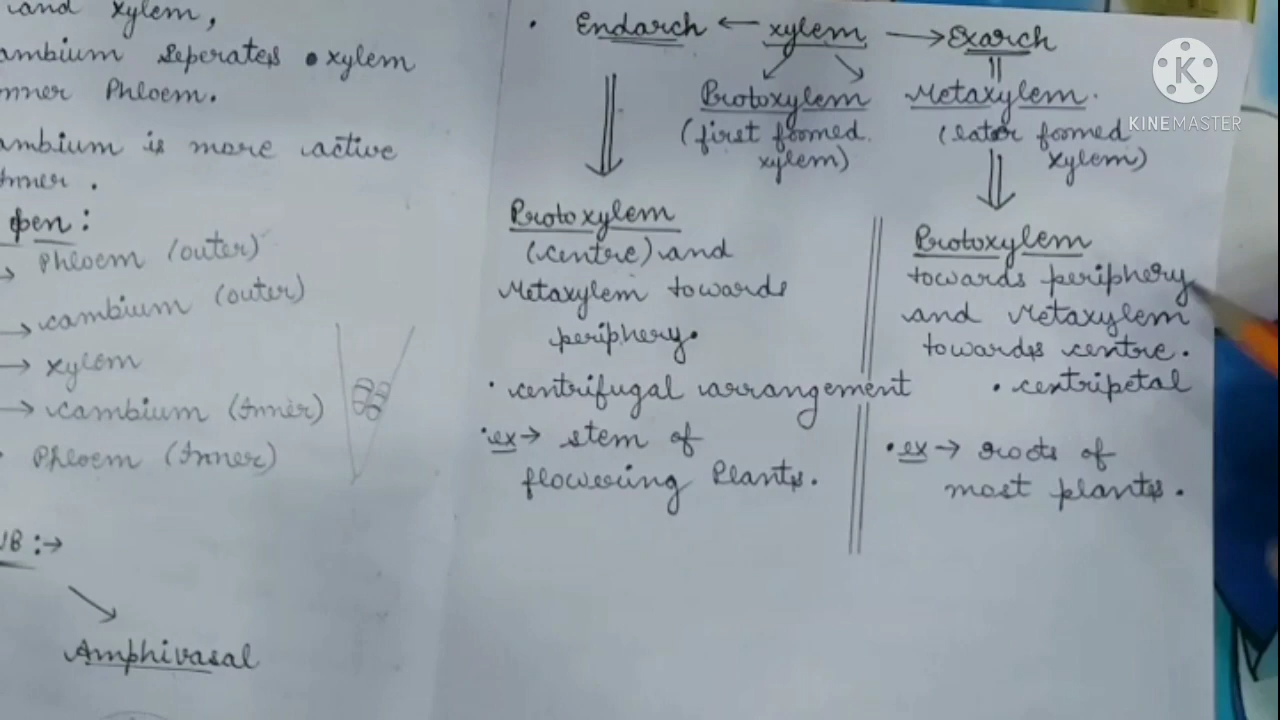 and xylem,
ambium seperates xylem
nner Phloem.
ambium is more active
nner.
pen:
→ Phloem (outer)
→ cambium (outer)
→ xylem
→ cambium (Inner)
Phloem (Inner)
VB :→
Amphivasal
• Endarch ← xylem → Exarch
Protoxylem Metaxylem.
(first formed (later formed
xylem) xylem)
Protoxylem
(centre) and
Metaxylem towards
periphery.
• centrifugal arrangement
• ex → stem of
flowering Plants.
Protoxylem
towards periphery
and Metaxylem
towards centre.
• centripetal
• ex → roots of
most plants.
K
KINEMASTER